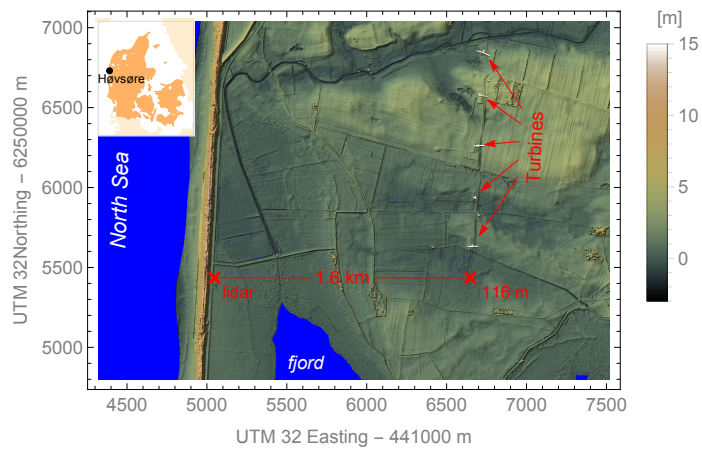 [m]
7000
6500
6000
5500
5000
UTM 32Northing − 6250000 m
Høvsøre
North Sea
Turbines
1.6 km
lidar
116 m
fjord
15
10
5
0
4500
5000
5500
6000
6500
7000
7500
UTM 32 Easting − 441000 m